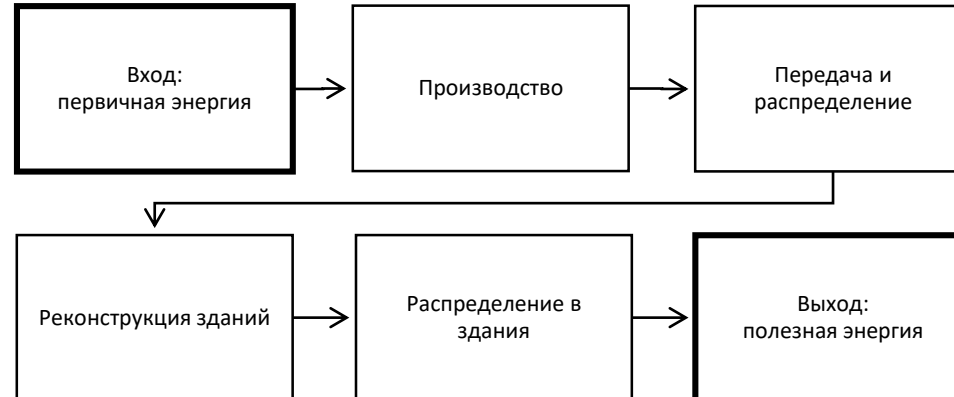 Вход:
первичная энергия
Производство
Передача и
распределение
Реконструкция зданий
Распределение в
здания
Выход:
полезная энергия